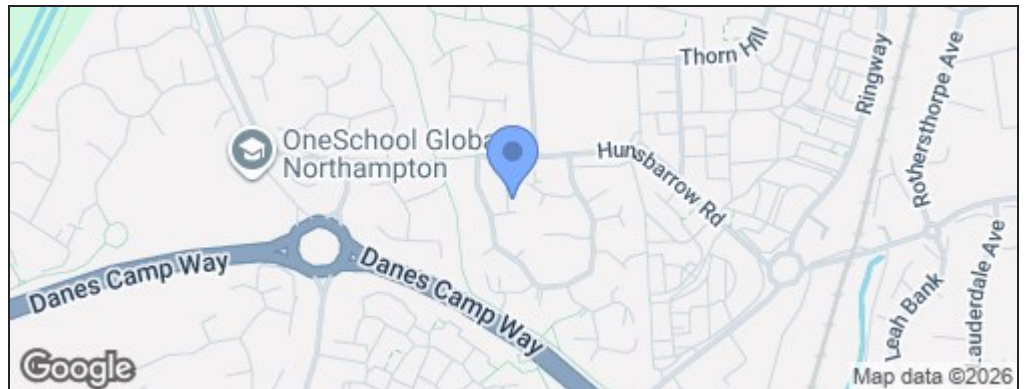 Thorn Hill
Ringway
Rothersthorpe Ave
OneSchool Globa
Northampton
Hunsbarrow Rd
Danes Camp Way
Danes Camp Way
Leah Bank
Lauderdale Ave
Google
Map data ©2026